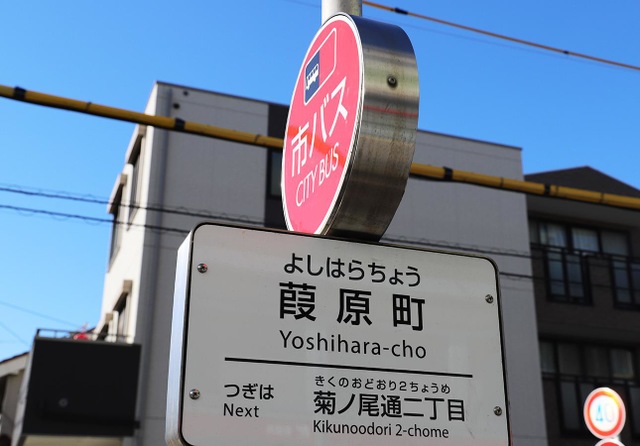 市バス
CITY BUS
よしはらちょう
葭原町
Yoshihara-cho
つぎは
Next
きくのおどおり2ちょうめ
菊ノ尾通二丁目
Kikunoodori 2-chome